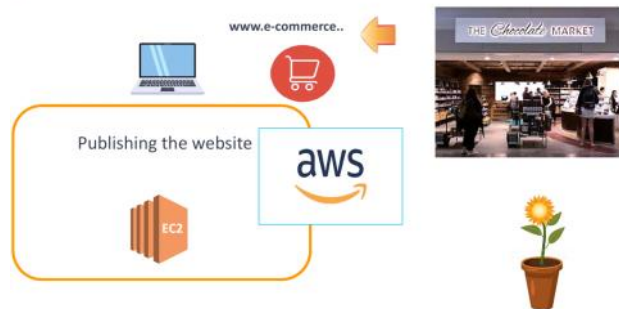 www.e-commerce..
THE Chocolate MARKET
Publishing the website
aws
EC2